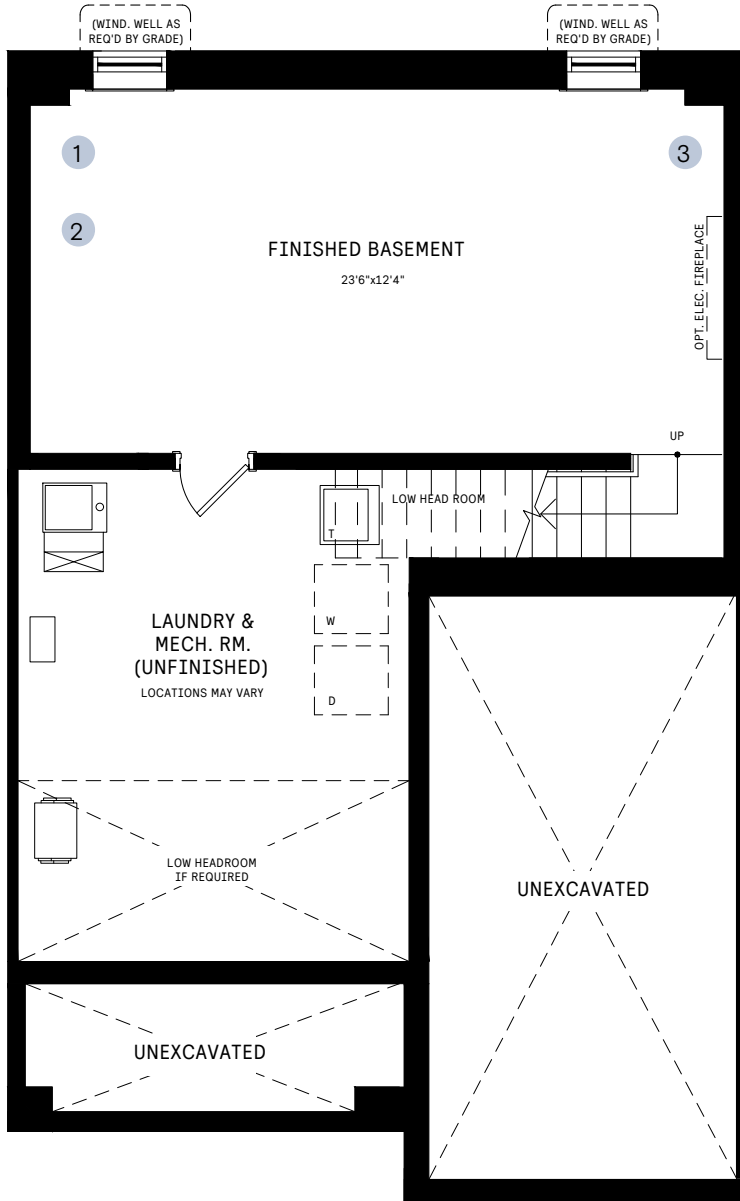 (WIND. WELL AS
REQ'D BY GRADE)
(WIND. WELL AS
REQ'D BY GRADE)
1
3
2
FINISHED BASEMENT
23'6"x12'4"
OPT. ELEC. FIREPLACE
UP
LOW HEAD ROOM
T
W
LAUNDRY &
MECH. RM.
(UNFINISHED)
LOCATIONS MAY VARY
D
LOW HEADROOM
IF REQUIRED
UNEXCAVATED
UNEXCAVATED